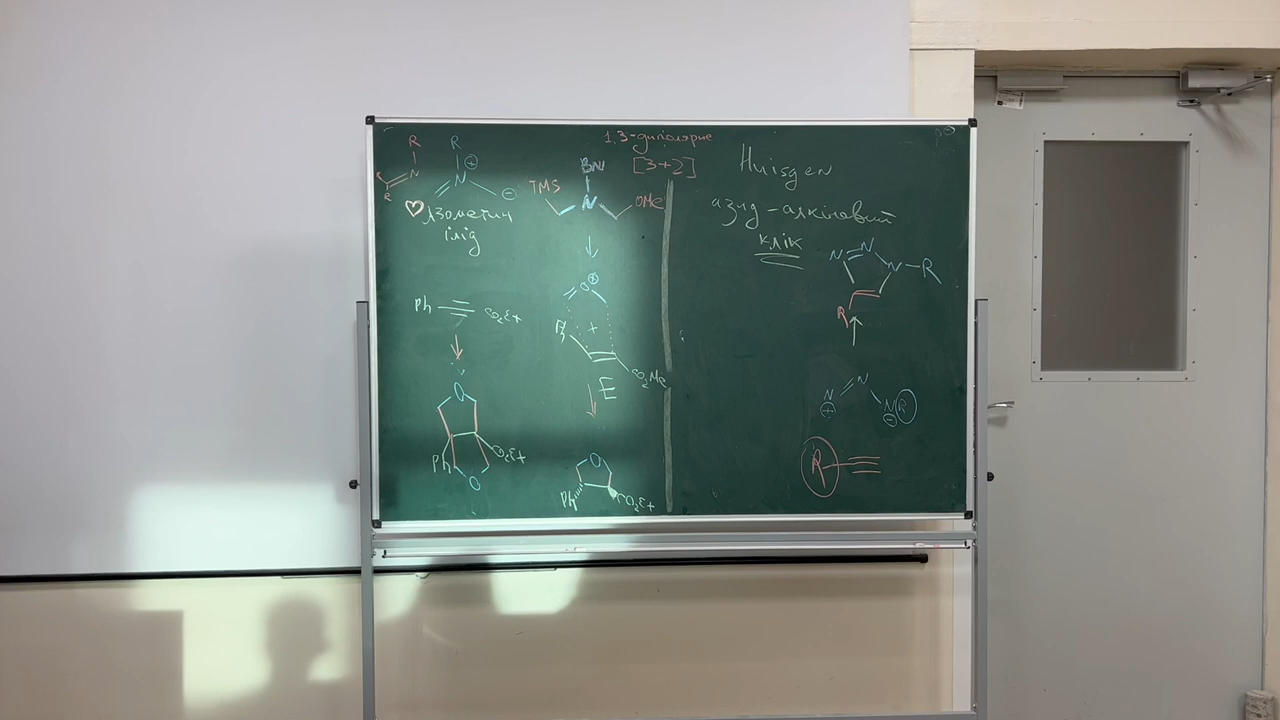 1,3-диполярне
[3+2]
R
N
R
R
N
⊕
⊖
Азометин
ілід
Bn
TMS
N
OMe
O
⊕
+
CO₂Me
E
Ph
CO₂Et
O
Ph
CO₂Et
O
O
Ph
CO₂Et
Huisgen
азид-алкіновий
клік
N
N
N-R
R
N
N
N
R
⊕
⊖
R